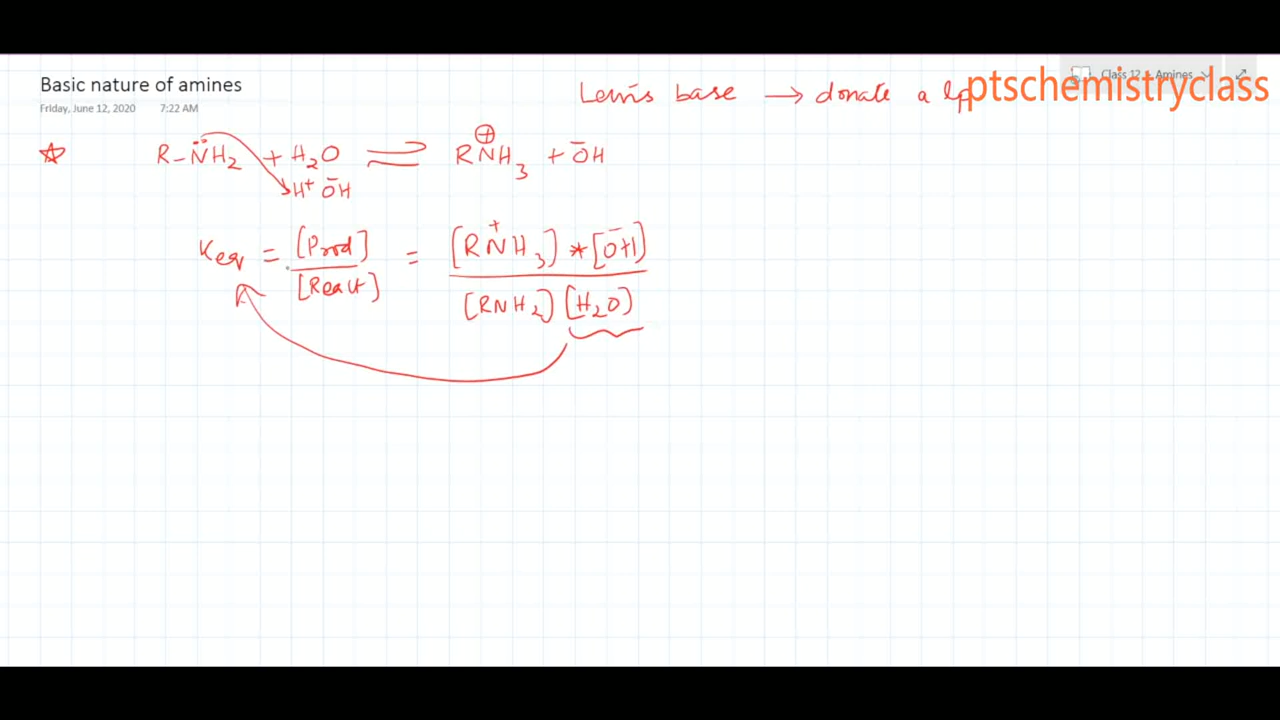 Basic nature of amines
Friday, June 12, 2020 7:22 AM
Class 12 - Amines
ptschemistryclass
Lewis base → donate a lp
R-N̈H₂ + H₂O ⇌ RN⊕H₃ + ŌH
H⁺ ŌH
Keq = [Prod]/[React] = [RN⁺H₃] * [ŌH]/[RNH₂][H₂O]